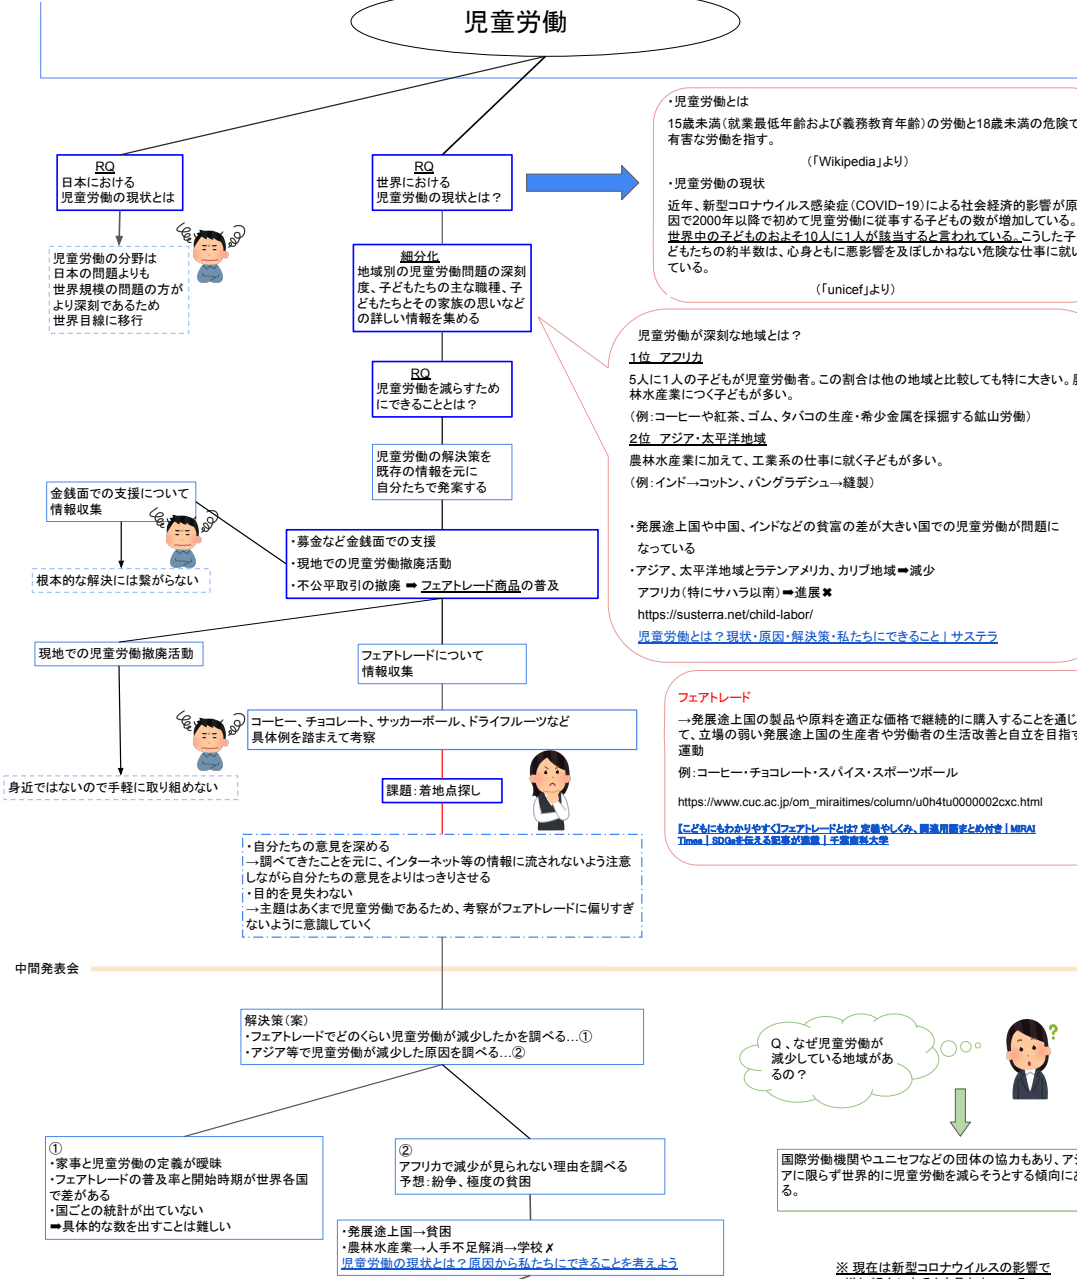 児童労働
RQ
日本における
児童労働の現状とは
児童労働の分野は
日本の問題よりも
世界規模の問題の方が
より深刻であるため
世界目線に移行
RQ
世界における
児童労働の現状とは？
・児童労働とは
15歳未満（就業最低年齢および義務教育年齢）の労働と18歳未満の危険で
有害な労働を指す。
（「Wikipedia」より）
・児童労働の現状
近年、新型コロナウイルス感染症（COVID-19）による社会経済的影響が原
因で2000年以降で初めて児童労働に従事する子どもの数が増加している。
世界中の子どものおよそ10人に1人が該当すると言われている。こうした子
どもたちの約半数は、心身ともに悪影響を及ぼしかねない危険な仕事に就い
ている。
（「unicef」より）
細分化
地域別の児童労働問題の深刻
度、子どもたちの主な職種、子
どもたちとその家族の思いなど
の詳しい情報を集める
児童労働が深刻な地域とは？
1位 アフリカ
5人に1人の子どもが児童労働者。この割合は他の地域と比較しても特に大きい。農
林水産業につく子どもが多い。
（例：コーヒーや紅茶、ゴム、タバコの生産・希少金属を採掘する鉱山労働）
2位 アジア・太平洋地域
農林水産業に加えて、工業系の仕事に就く子どもが多い。
（例：インド→コットン、バングラデシュ→縫製）
・発展途上国や中国、インドなどの貧富の差が大きい国での児童労働が問題に
なっている
・アジア、太平洋地域とラテンアメリカ、カリブ地域➡減少
アフリカ（特にサハラ以南）➡進展✖
https://susterra.net/child-labor/
児童労働とは？現状・原因・解決策・私たちにできること | サステラ
RQ
児童労働を減らすため
にできることとは？
児童労働の解決策を
既存の情報を元に
自分たちで発案する
金銭面での支援について
情報収集
根本的な解決には繋がらない
・募金など金銭面での支援
・現地での児童労働撤廃活動
・不公平取引の撤廃 ➡ フェアトレード商品の普及
現地での児童労働撤廃活動
身近ではないので手軽に取り組めない
フェアトレードについて
情報収集
コーヒー、チョコレート、サッカーボール、ドライフルーツなど
具体例を踏まえて考察
フェアトレード
→発展途上国の製品や原料を適正な価格で継続的に購入することを通じ
て、立場の弱い発展途上国の生産者や労働者の生活改善と自立を目指す
運動
例：コーヒー・チョコレート・スパイス・スポーツボール
https://www.cuc.ac.jp/om_miraitimes/column/u0h4tu0000002cxc.html
【こどもにもわかりやすく】フェアトレードとは？ 定義やしくみ、関連用語まとめ付き | MIRAI
Times | SDGsを伝える記事が満載 | 千葉商科大学
課題：着地点探し
・自分たちの意見を深める
→調べてきたことを元に、インターネット等の情報に流されないよう注意
しながら自分たちの意見をよりはっきりさせる
・目的を見失わない
→主題はあくまで児童労働であるため、考察がフェアトレードに偏りすぎ
ないように意識していく
中間発表会
解決策（案）
・フェアトレードでどのくらい児童労働が減少したかを調べる…①
・アジア等で児童労働が減少した原因を調べる…②
Q 、なぜ児童労働が
減少している地域があ
るの？
①
・家事と児童労働の定義が曖昧
・フェアトレードの普及率と開始時期が世界各国
で差がある
・国ごとの統計が出ていない
➡具体的な数を出すことは難しい
②
アフリカで減少が見られない理由を調べる
予想：紛争、極度の貧困
国際労働機関やユニセフなどの団体の協力もあり、アジ
アに限らず世界的に児童労働を減らそうとする傾向にあ
る。
・発展途上国→貧困
・農林水産業→人手不足解消→学校✗
児童労働の現状とは？原因から私たちにできることを考えよう
※ 現在は新型コロナウイルスの影響で